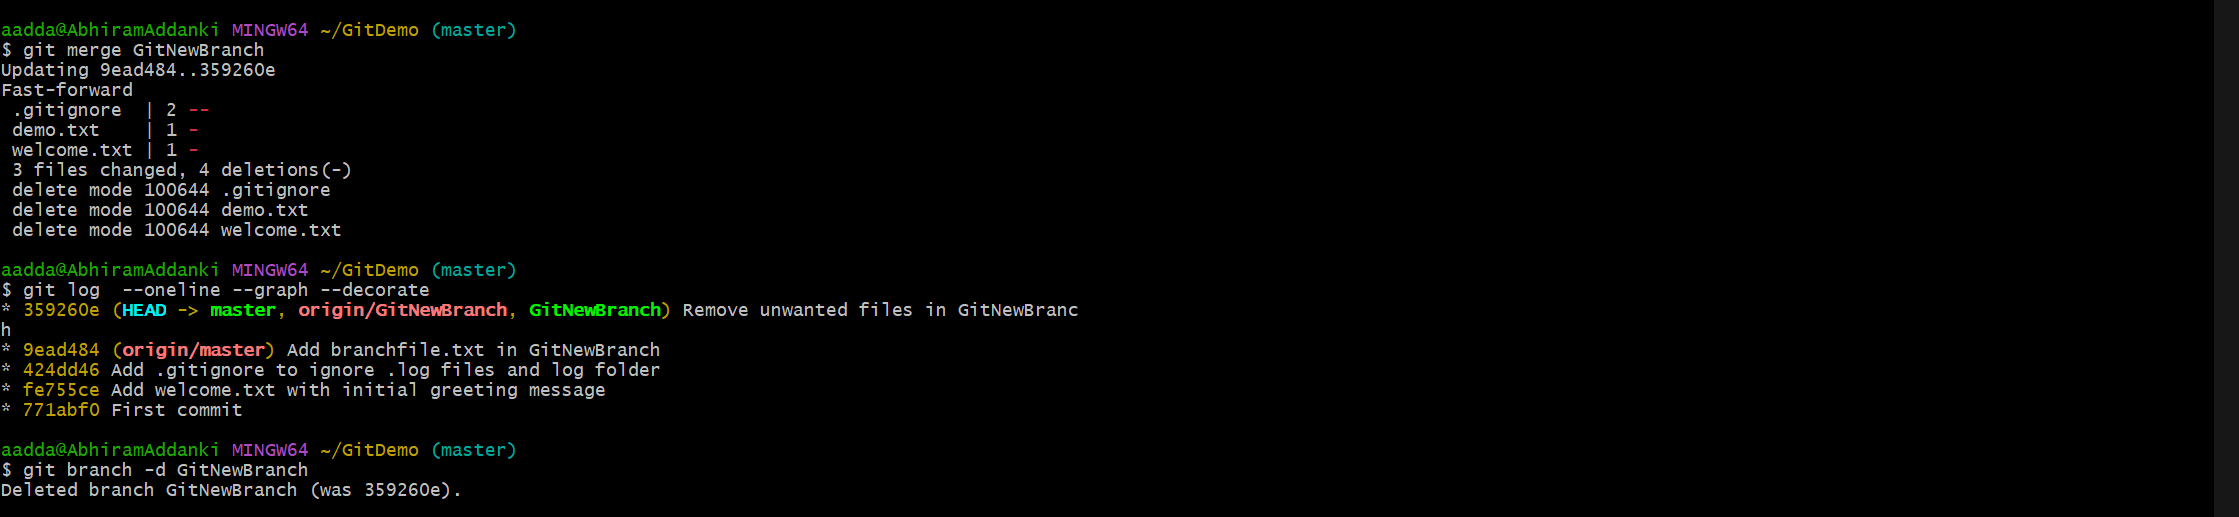 aadda@AbhiramAddanki MINGW64 ~/GitDemo (master)
$ git merge GitNewBranch
Updating 9ead484..359260e
Fast-forward
 .gitignore  | 2 --
 demo.txt    | 1 -
 welcome.txt | 1 -
 3 files changed, 4 deletions(-)
 delete mode 100644 .gitignore
 delete mode 100644 demo.txt
 delete mode 100644 welcome.txt
aadda@AbhiramAddanki MINGW64 ~/GitDemo (master)
$ git log  --oneline --graph --decorate
* 359260e (HEAD -> master, origin/GitNewBranch, GitNewBranch) Remove unwanted files in GitNewBranc
h
* 9ead484 (origin/master) Add branchfile.txt in GitNewBranch
* 424dd46 Add .gitignore to ignore .log files and log folder
* fe755ce Add welcome.txt with initial greeting message
* 771abf0 First commit
aadda@AbhiramAddanki MINGW64 ~/GitDemo (master)
$ git branch -d GitNewBranch
Deleted branch GitNewBranch (was 359260e).